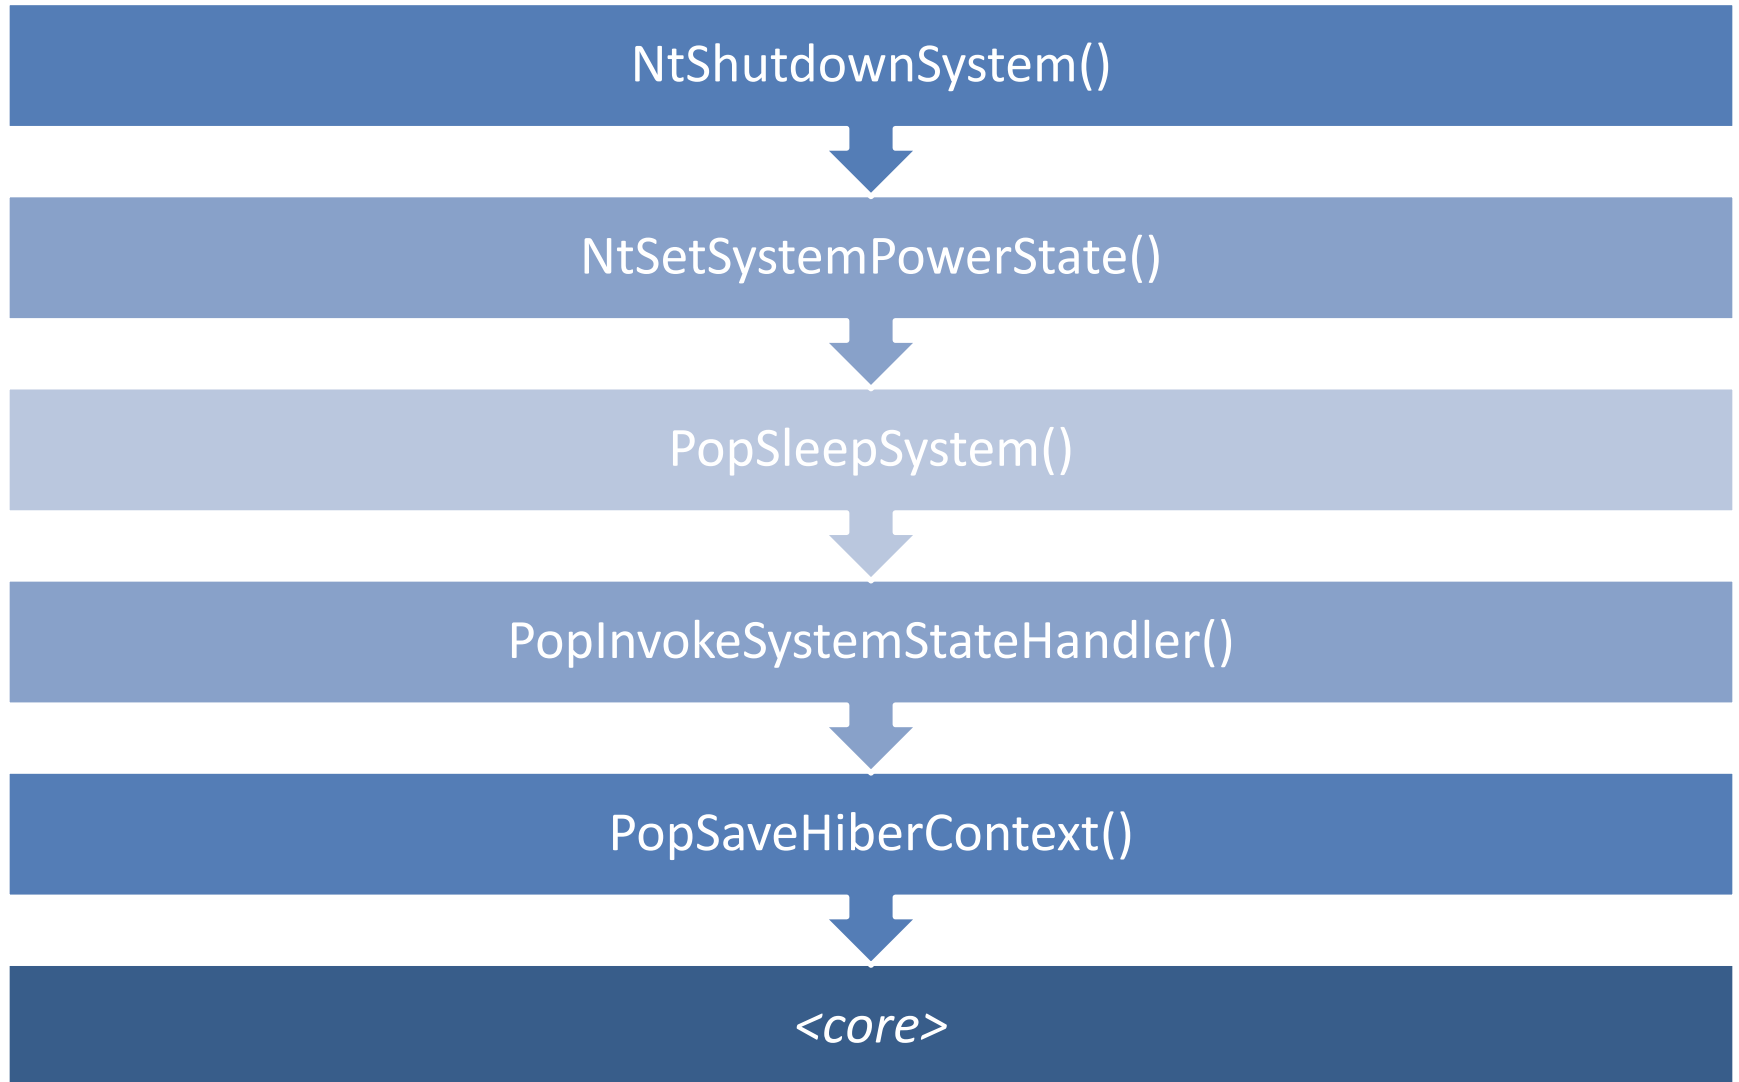 NtShutdownSystem()
NtSetSystemPowerState()
PopSleepSystem()
PopInvokeSystemStateHandler()
PopSaveHiberContext()
<core>